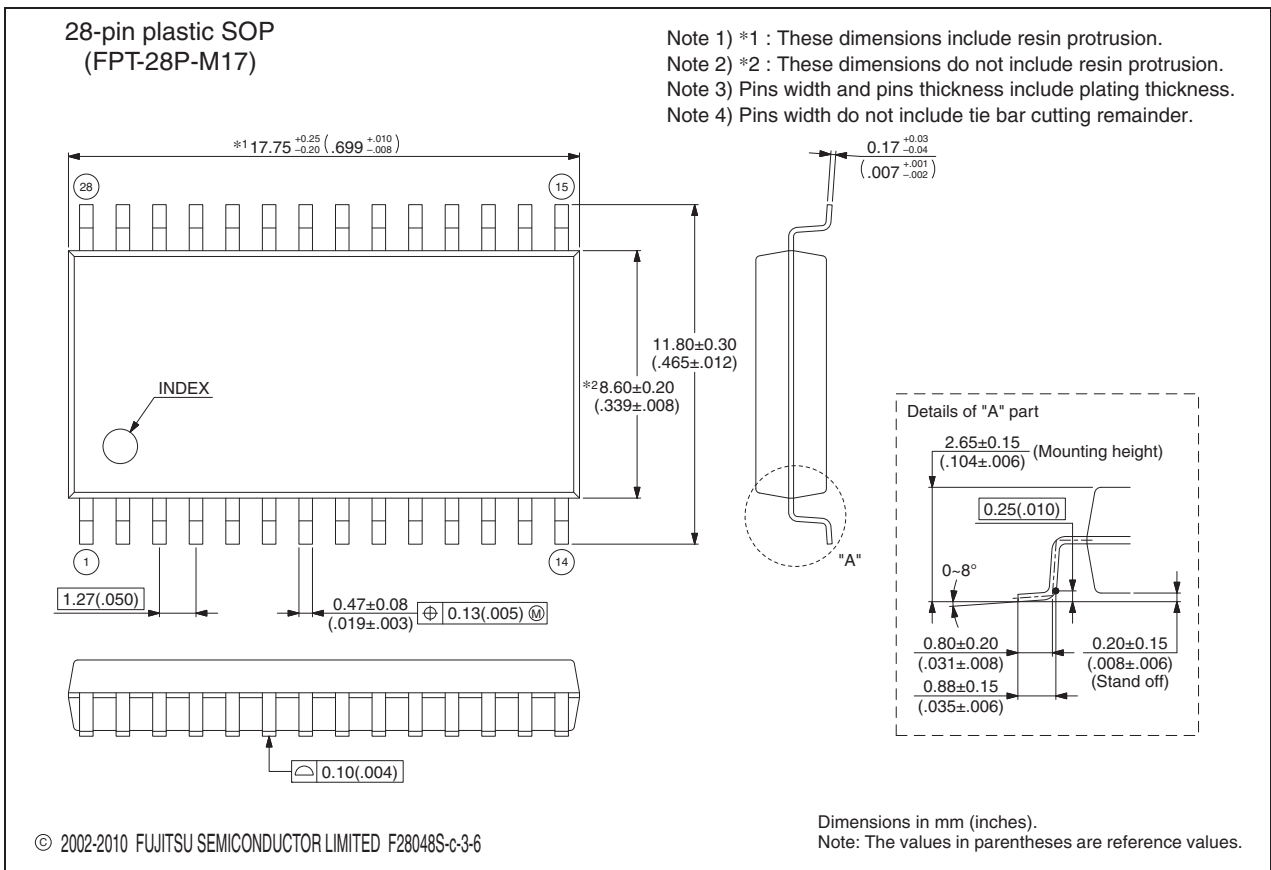 28-pin plastic SOP
(FPT-28P-M17)
Note 1) *1 : These dimensions include resin protrusion.
Note 2) *2 : These dimensions do not include resin protrusion.
Note 3) Pins width and pins thickness include plating thickness.
Note 4) Pins width do not include tie bar cutting remainder.
*1 17.75 +0.25 −0.20 (.699 +.010 −.008)
0.17 +0.03 −0.04
(.007 +.001 −.002)
28
15
11.80±0.30
(.465±.012)
*2 8.60±0.20
(.339±.008)
INDEX
1
14
"A"
1.27(.050)
0.47±0.08
(.019±.003)
⌖ 0.13(.005) Ⓜ
Details of "A" part
2.65±0.15
(.104±.006)
(Mounting height)
0.25(.010)
0~8°
0.80±0.20
(.031±.008)
0.88±0.15
(.035±.006)
0.20±0.15
(.008±.006)
(Stand off)
⌓ 0.10(.004)
© 2002-2010 FUJITSU SEMICONDUCTOR LIMITED F28048S-c-3-6
Dimensions in mm (inches).
Note: The values in parentheses are reference values.